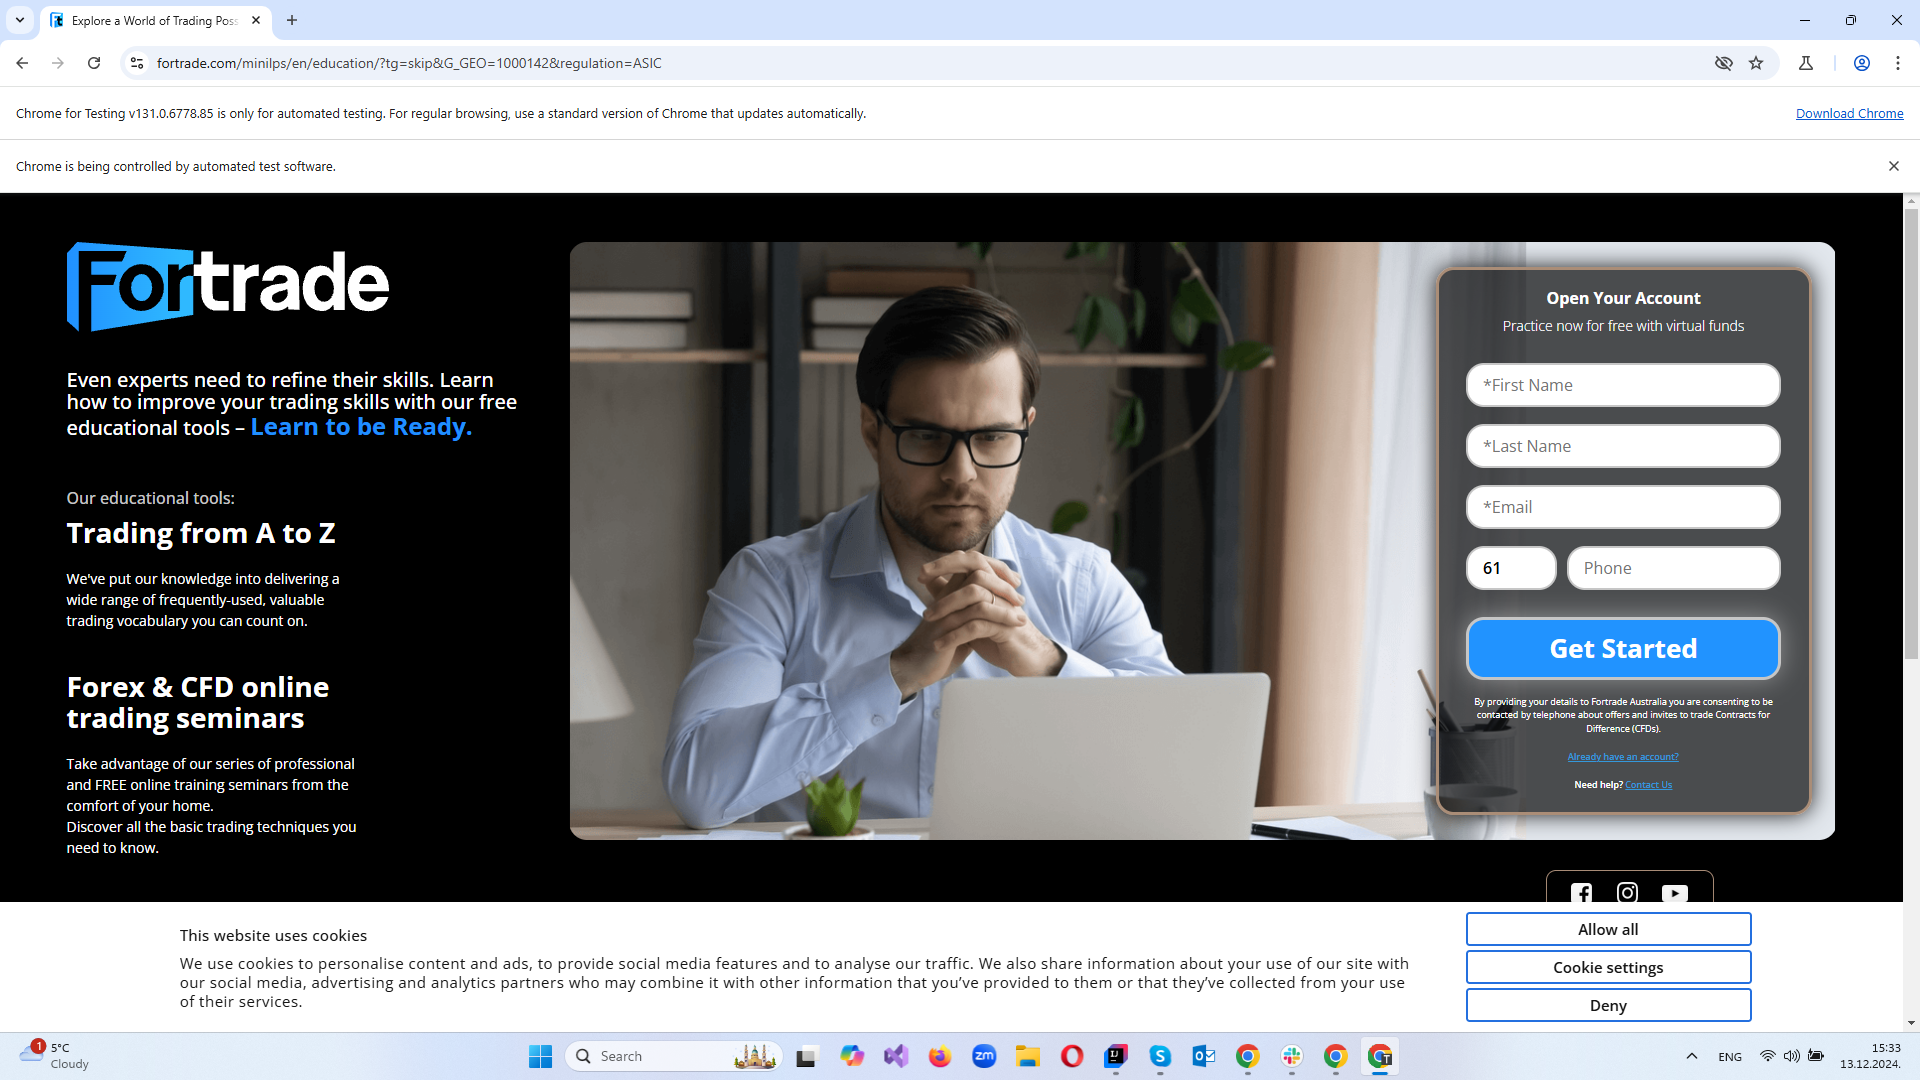 Explore a World of Trading Poss
fortrade.com/minilps/en/education/?tg=skip&G_GEO=1000142&regulation=ASIC
Chrome for Testing v131.0.6778.85 is only for automated testing. For regular browsing, use a standard version of Chrome that updates automatically.
Download Chrome
Chrome is being controlled by automated test software.
Fortrade
Even experts need to refine their skills. Learn
how to improve your trading skills with our free
educational tools – Learn to be Ready.
Our educational tools:
Trading from A to Z
We've put our knowledge into delivering a
wide range of frequently-used, valuable
trading vocabulary you can count on.
Forex & CFD online
trading seminars
Take advantage of our series of professional
and FREE online training seminars from the
comfort of your home.
Discover all the basic trading techniques you
need to know.
Open Your Account
Practice now for free with virtual funds
*First Name
*Last Name
*Email
61
Phone
Get Started
By providing your details to Fortrade Australia you are consenting to be
contacted by telephone about offers and invites to trade Contracts for
Difference (CFDs).
Already have an account?
Need help? Contact Us
This website uses cookies
We use cookies to personalise content and ads, to provide social media features and to analyse our traffic. We also share information about your use of our site with
our social media, advertising and analytics partners who may combine it with other information that you’ve provided to them or that they’ve collected from your use
of their services.
Allow all
Cookie settings
Deny
1
5°C
Cloudy
Search
zm
ENG
15:33
13.12.2024.